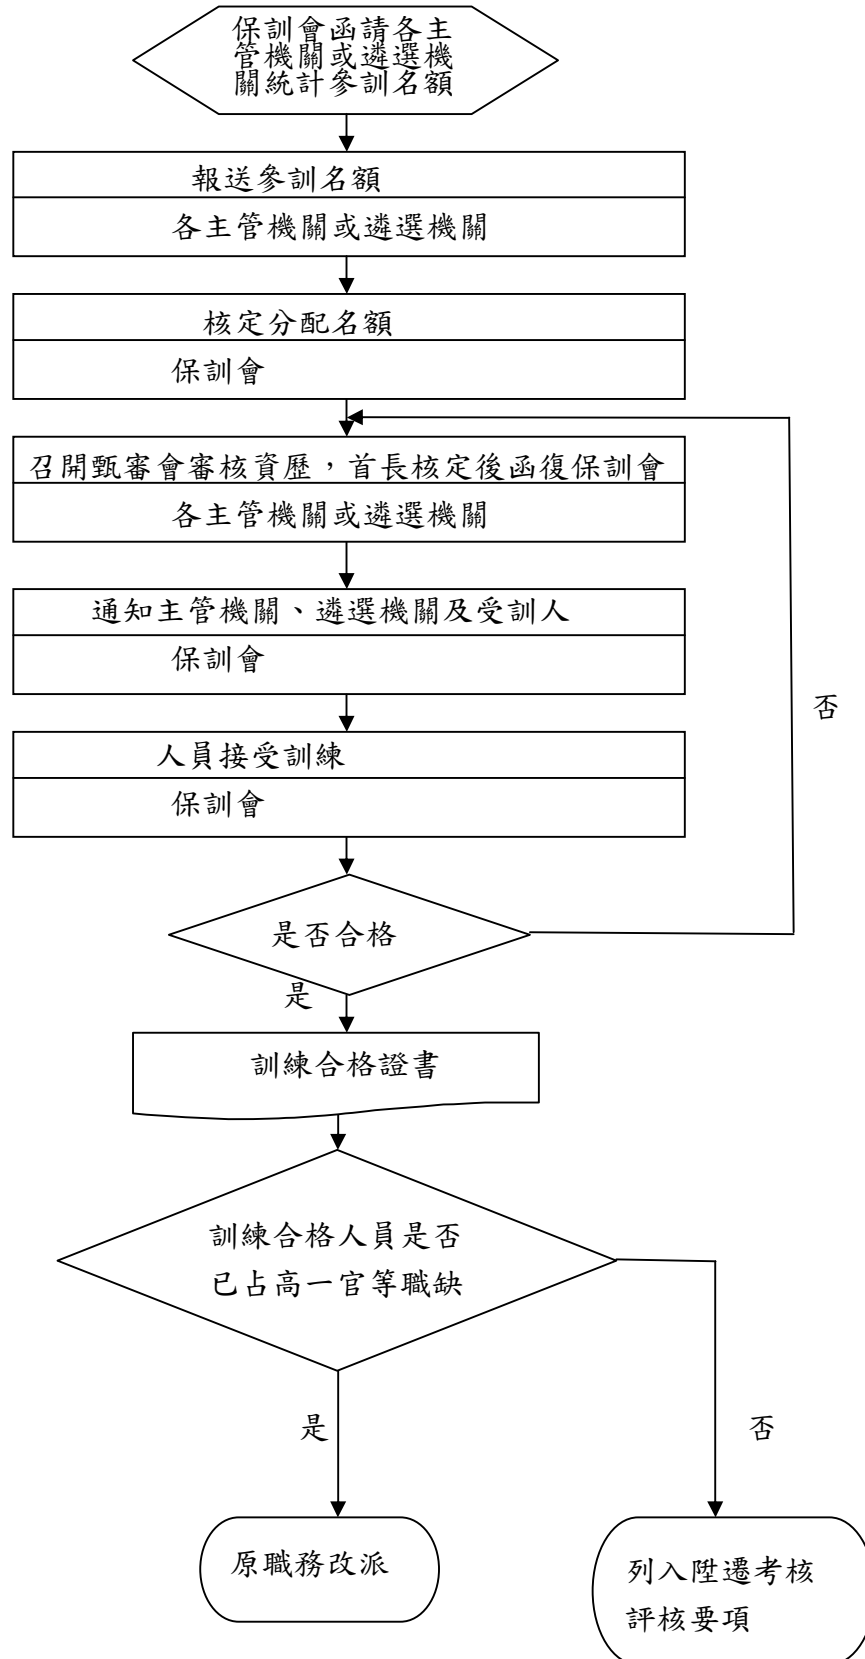 保訓會函請各主
管機關或遴選機
關統計參訓名額
報送參訓名額
各主管機關或遴選機關
核定分配名額
保訓會
召開甄審會審核資歷，首長核定後函復保訓會
各主管機關或遴選機關
通知主管機關、遴選機關及受訓人
保訓會
否
人員接受訓練
保訓會
是否合格
是
訓練合格證書
訓練合格人員是否
已占高一官等職缺
是
否
原職務改派
列入陞遷考核
評核要項